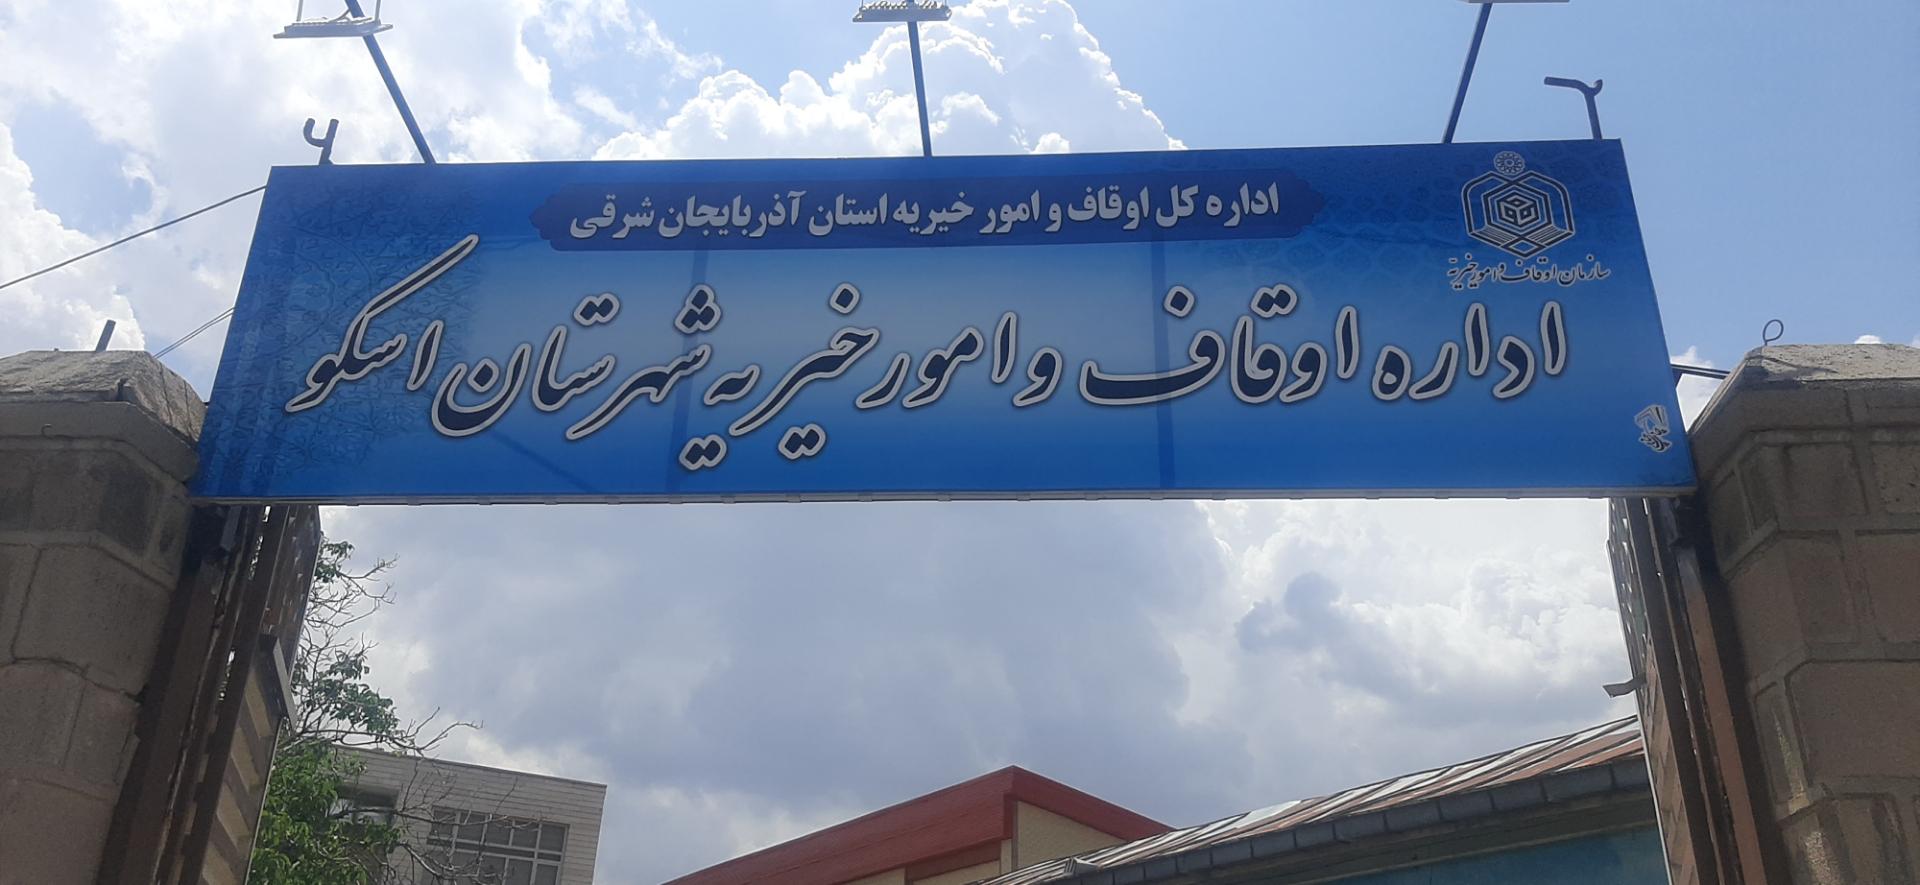 اداره کل اوقاف و امور خیریه استان آذربایجان شرقی
سازمان اوقاف و امور خیریه
اداره اوقاف و امور خیریه شهرستان اسکو